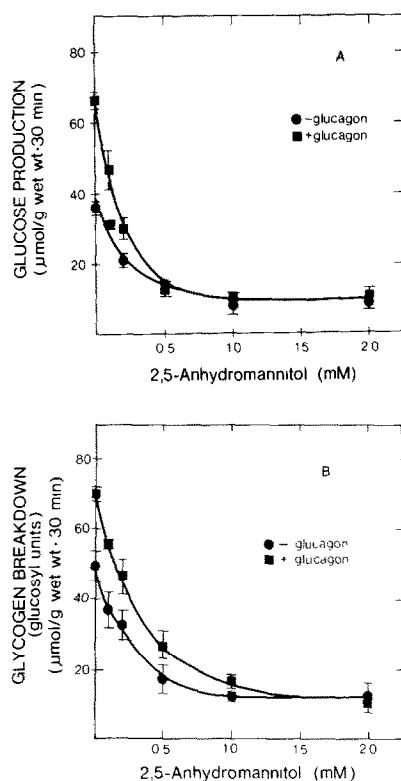 A
−glucagon
+glucagon
GLUCOSE PRODUCTION
(μmol/g wet wt·30 min)
80
60
40
20
0.5
1.0
1.5
2.0
2,5-Anhydromannitol (mM)
B
− glucagon
+ glucagon
GLYCOGEN BREAKDOWN
(glucosyl units)
(μmol/g wet wt·30 min)
80
60
40
20
0.5
1.0
1.5
2.0
2,5-Anhydromannitol (mM)